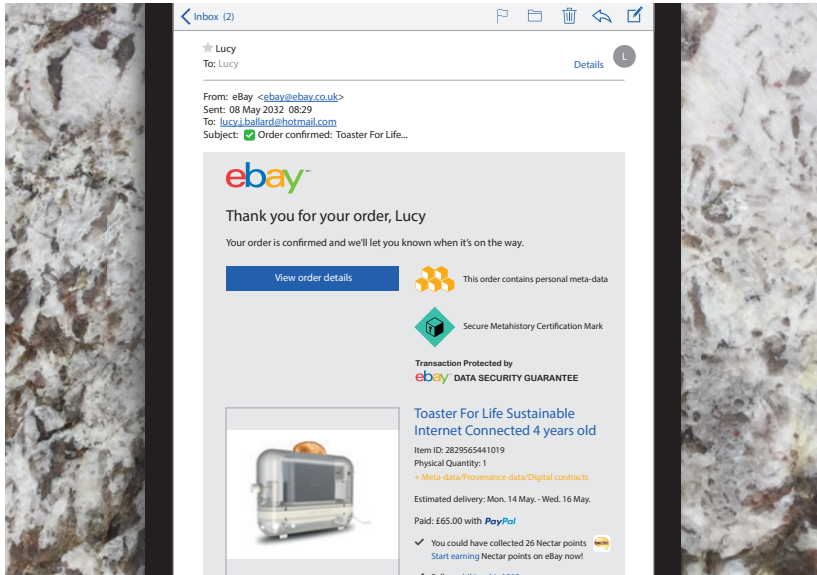 Inbox (2)
Lucy
To: Lucy
Details
L
From: eBay <ebay@ebay.co.uk>
Sent: 08 May 2032 08:29
To: lucy.j.ballard@hotmail.com
Subject: ✅ Order confirmed: Toaster For Life...
ebay™
Thank you for your order, Lucy
Your order is confirmed and we'll let you known when it's on the way.
View order details
This order contains personal meta-data
Secure Metahistory Certification Mark
Transaction Protected by
ebay™ DATA SECURITY GUARANTEE
Toaster For Life Sustainable
Internet Connected 4 years old
Item ID: 2829565441019
Physical Quantity: 1
+ Meta-data/Provenance data/Digital contracts
Estimated delivery: Mon. 14 May. - Wed. 16 May.
Paid: £65.00 with PayPal
You could have collected 26 Nectar points
nectar
Start earning Nectar points on eBay now!